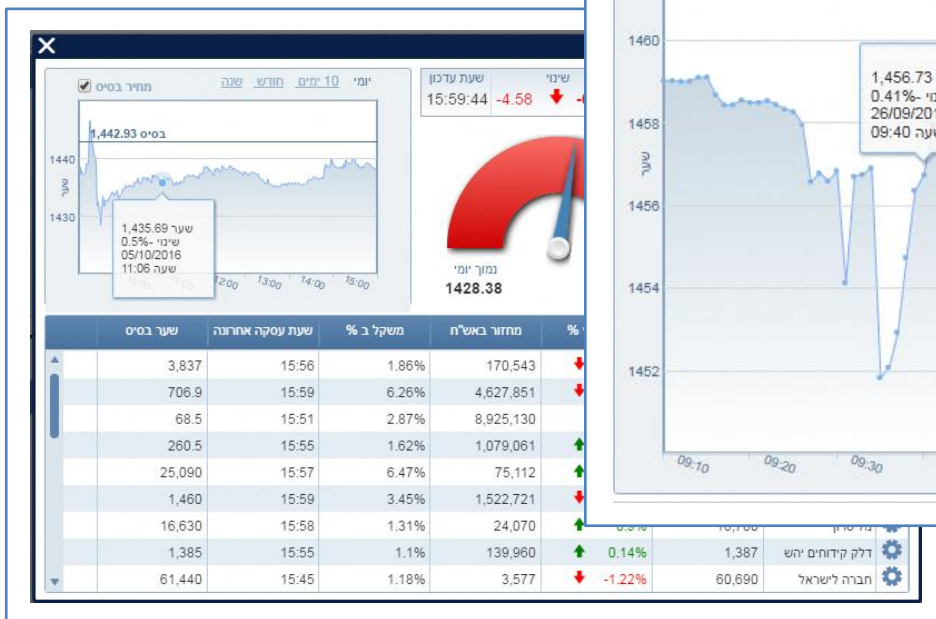 יומי 10 ימים חודש שנה
מחיר בסיס
בסיס 1,442.93
1440
שער
1430
שער 1,435.69
שינוי -0.5%
05/10/2016
שעה 11:06
12:00 13:00 14:00 15:00
שינוי שעת עדכון
-4.58 15:59:44
נמוך יומי
1428.38
1460
1458
שער
1456
1454
1452
1,456.73
-0.41%
09:40
09:10 09:20 09:30
% מחזור באש"ח משקל ב % שעת עסקה אחרונה שער בסיס
170,543 1.86% 15:56 3,837
4,627,851 6.26% 15:59 706.9
8,925,130 2.87% 15:51 68.5
1,079,061 1.62% 15:55 260.5
75,112 6.47% 15:57 25,090
1,522,721 3.45% 15:59 1,460
24,070 1.31% 15:58 16,630
דלק קידוחים יהש 1,387 0.14% 139,960 1.1% 15:55 1,385
חברה לישראל 60,690 -1.22% 3,577 1.18% 15:45 61,440